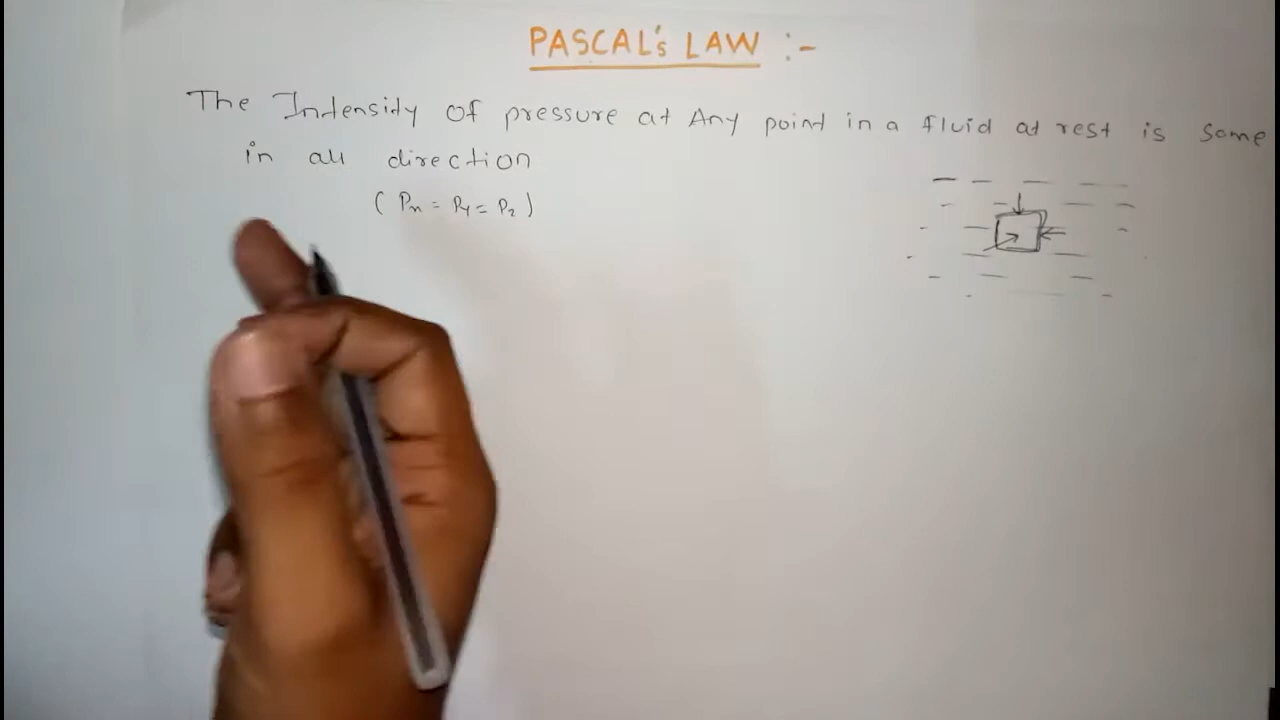 PASCAL's LAW :-
The Intensity of pressure at Any point in a fluid at rest is Same
in all direction
( Px = Py = Pz )